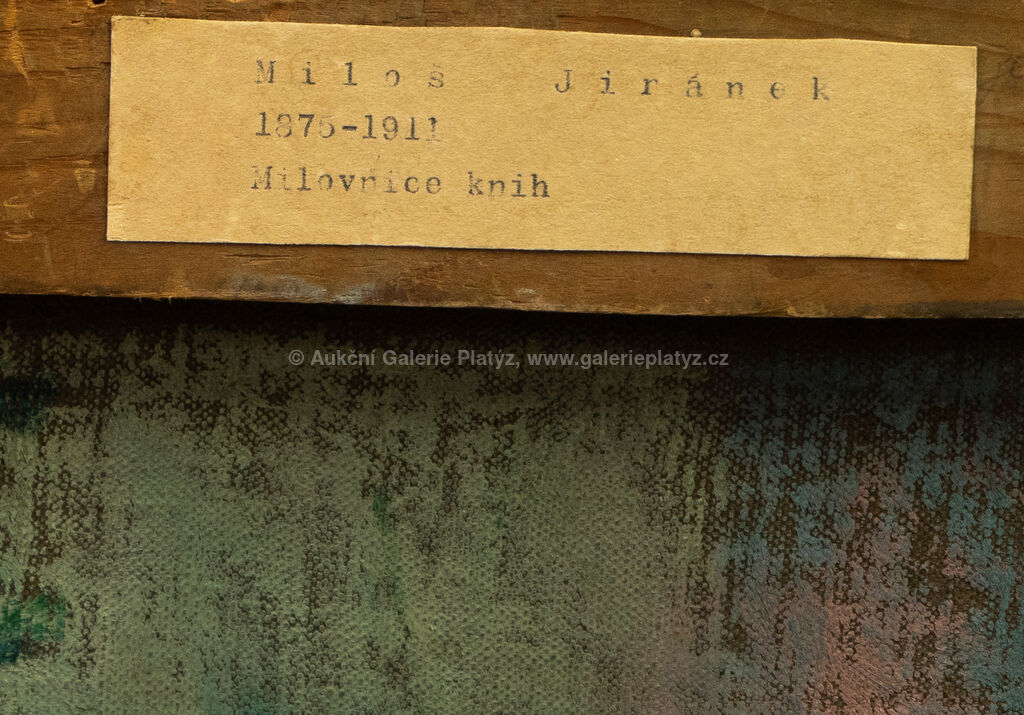 Miloš Jiránek
1875-1911
Milovnice knih
© Aukční Galerie Platýz, www.galerieplatyz.cz